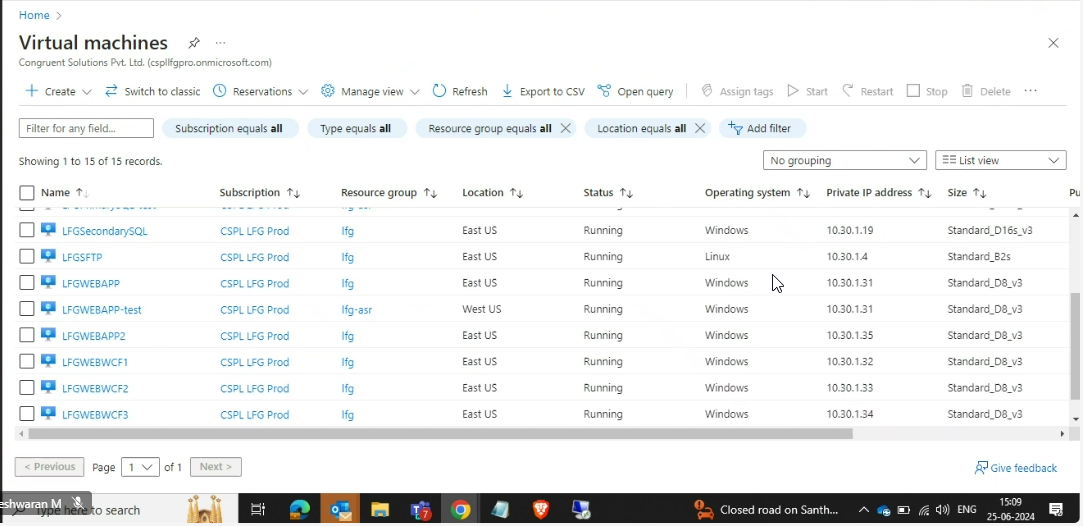 Home >
Virtual machines
Congruent Solutions Pvt. Ltd. (cspllfgpro.onmicrosoft.com)
Create Switch to classic Reservations Manage view Refresh Export to CSV Open query Assign tags Start Restart Stop Delete ...
Filter for any field... Subscription equals all Type equals all Resource group equals all Location equals all Add filter
Showing 1 to 15 of 15 records. No grouping List view
Name Subscription Resource group Location Status Operating system Private IP address Size Pu
LFGSecondarySQL CSPL LFG Prod lfg East US Running Windows 10.30.1.19 Standard_D16s_v3
LFGSFTP CSPL LFG Prod lfg East US Running Linux 10.30.1.4 Standard_B2s
LFGWEBAPP CSPL LFG Prod lfg East US Running Windows 10.30.1.31 Standard_D8_v3
LFGWEBAPP-test CSPL LFG Prod lfg-asr West US Running Windows 10.30.1.31 Standard_D8_v3
LFGWEBAPP2 CSPL LFG Prod lfg East US Running Windows 10.30.1.35 Standard_D8_v3
LFGWEBWCF1 CSPL LFG Prod lfg East US Running Windows 10.30.1.32 Standard_D8_v3
LFGWEBWCF2 CSPL LFG Prod lfg East US Running Windows 10.30.1.33 Standard_D8_v3
LFGWEBWCF3 CSPL LFG Prod lfg East US Running Windows 10.30.1.34 Standard_D8_v3
< Previous Page 1 of 1 Next > Give feedback
eshwaran M
here to search Closed road on Santh... ENG 15:09
25-06-2024